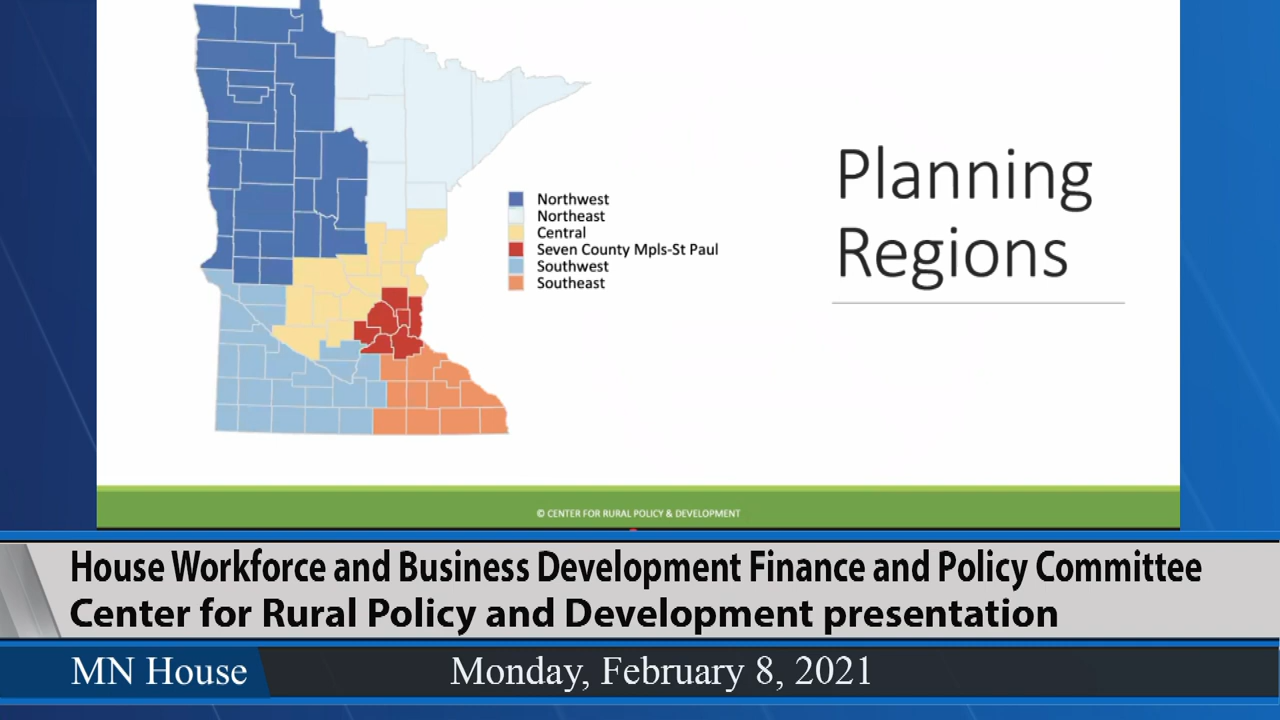 Planning
Regions
Northwest
Northeast
Central
Seven County Mpls-St Paul
Southwest
Southeast
© CENTER FOR RURAL POLICY & DEVELOPMENT
House Workforce and Business Development Finance and Policy Committee
Center for Rural Policy and Development presentation
MN House
Monday, February 8, 2021